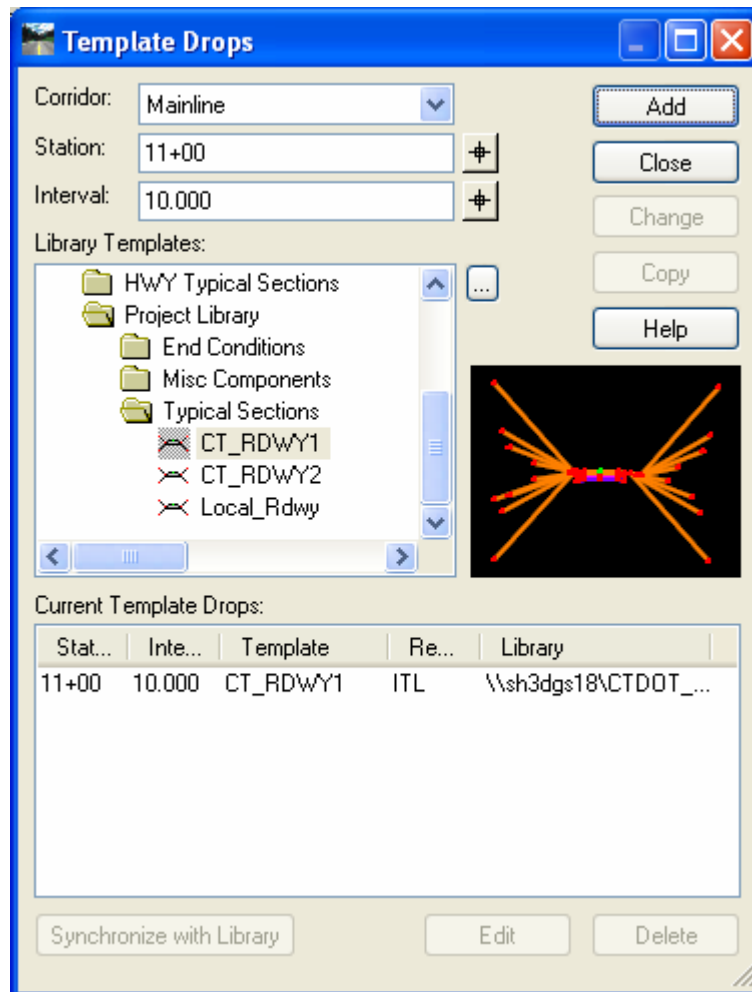 Template Drops
Corridor: Mainline
Add
Station: 11+00
Close
Interval: 10.000
Change
Library Templates:
Copy
HWY Typical Sections
...
Project Library
Help
End Conditions
Misc Components
Typical Sections
CT_RDWY1
CT_RDWY2
Local_Rdwy
Current Template Drops:
Stat... Inte... Template Re... Library
11+00 10.000 CT_RDWY1 ITL \\sh3dgs18\CTDOT_...
Synchronize with Library Edit Delete